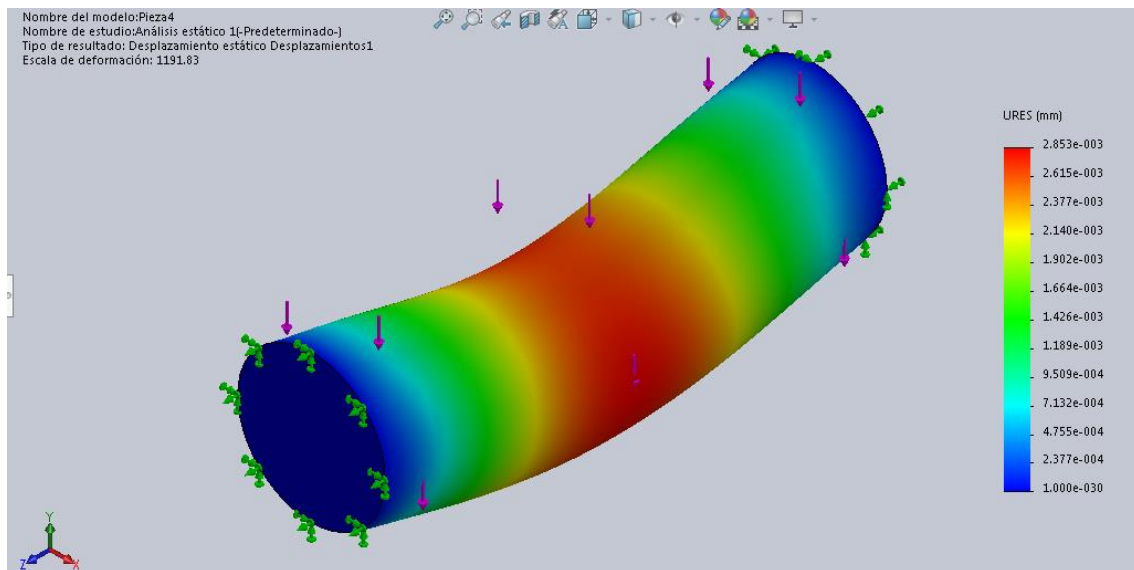 Nombre del modelo:Pieza4
Nombre de estudio:Análisis estático 1(-Predeterminado-)
Tipo de resultado: Desplazamiento estático Desplazamientos1
Escala de deformación: 1191.83
URES (mm)
2.853e-003
2.615e-003
2.377e-003
2.140e-003
1.902e-003
1.664e-003
1.426e-003
1.189e-003
9.509e-004
7.132e-004
4.755e-004
2.377e-004
1.000e-030
Y
Z
X